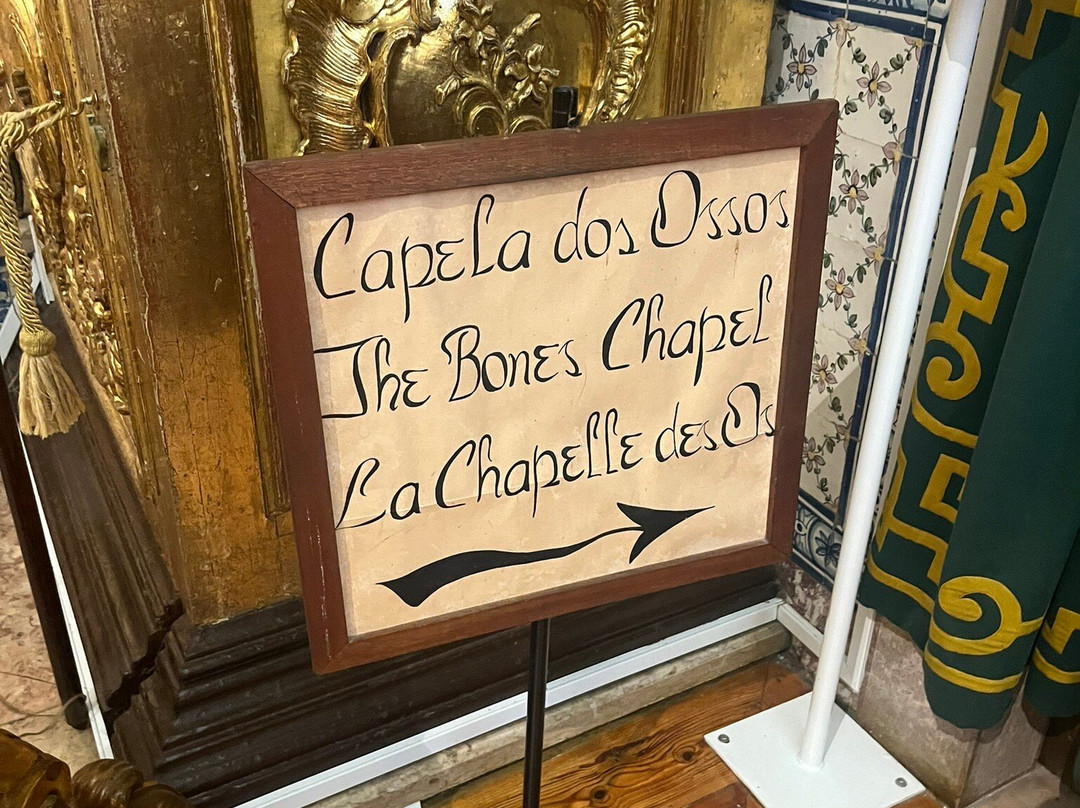 Capela dos Ossos
The Bones Chapel
La Chapelle des Os